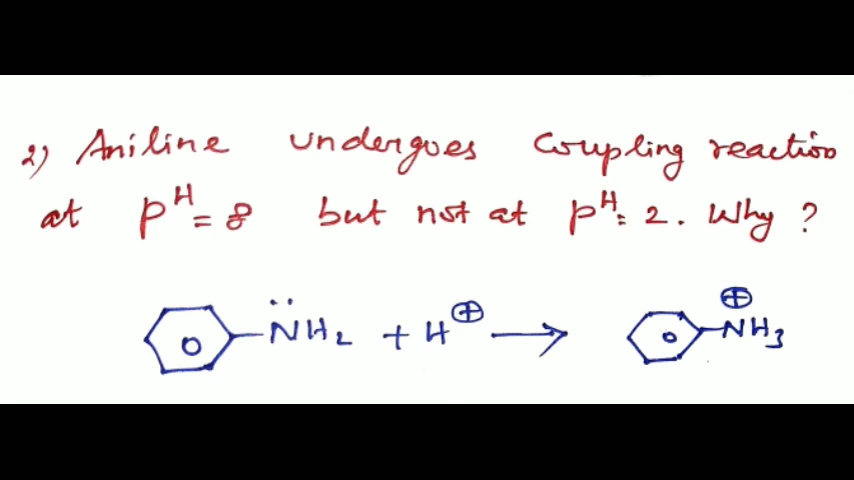 2) Aniline undergoes Coupling reaction
at pH = 8 but not at pH = 2. Why ?
NH2 + H⊕ ⟶ ⊕NH3